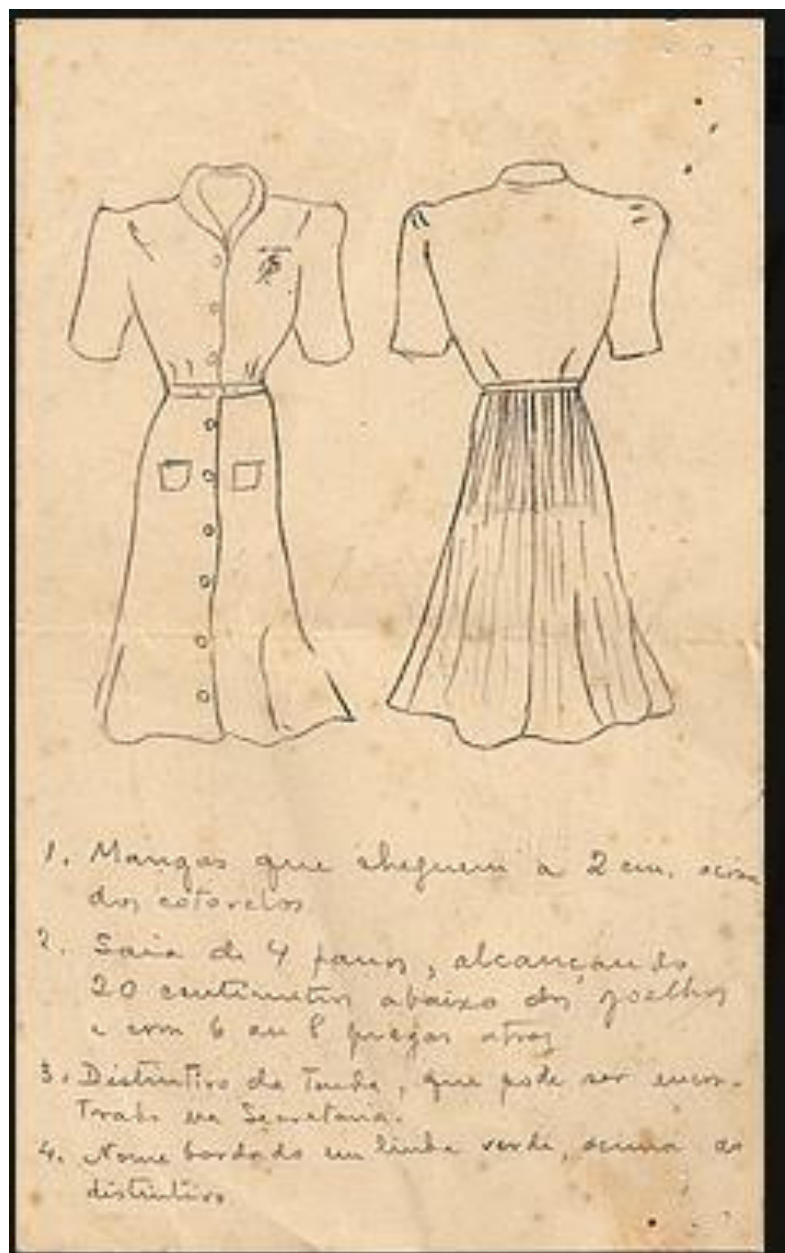 1. Mangas que cheguem a 2 cm. acima
dos cotovelos
2. Saia de 4 panos, alcançando
20 centimetros abaixo dos joelhos
e com 6 ou 8 pregas atraz
3. Distintivo da, que pode ser encon-
trado na Secretaria.
4. Nome bordado em linha verde, acima do
distintivo